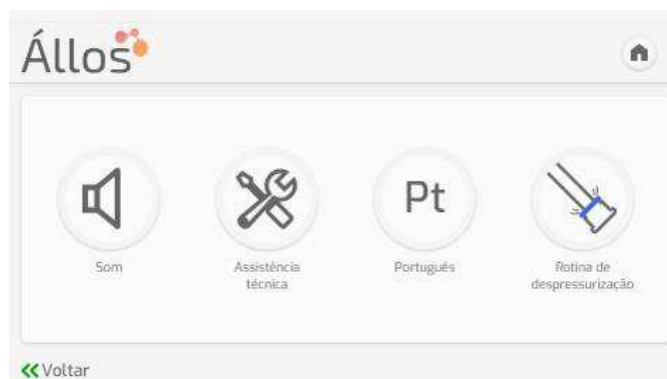 Állos
Pt
Som
Assistência
técnica
Português
Rotina de
despressurização
Voltar